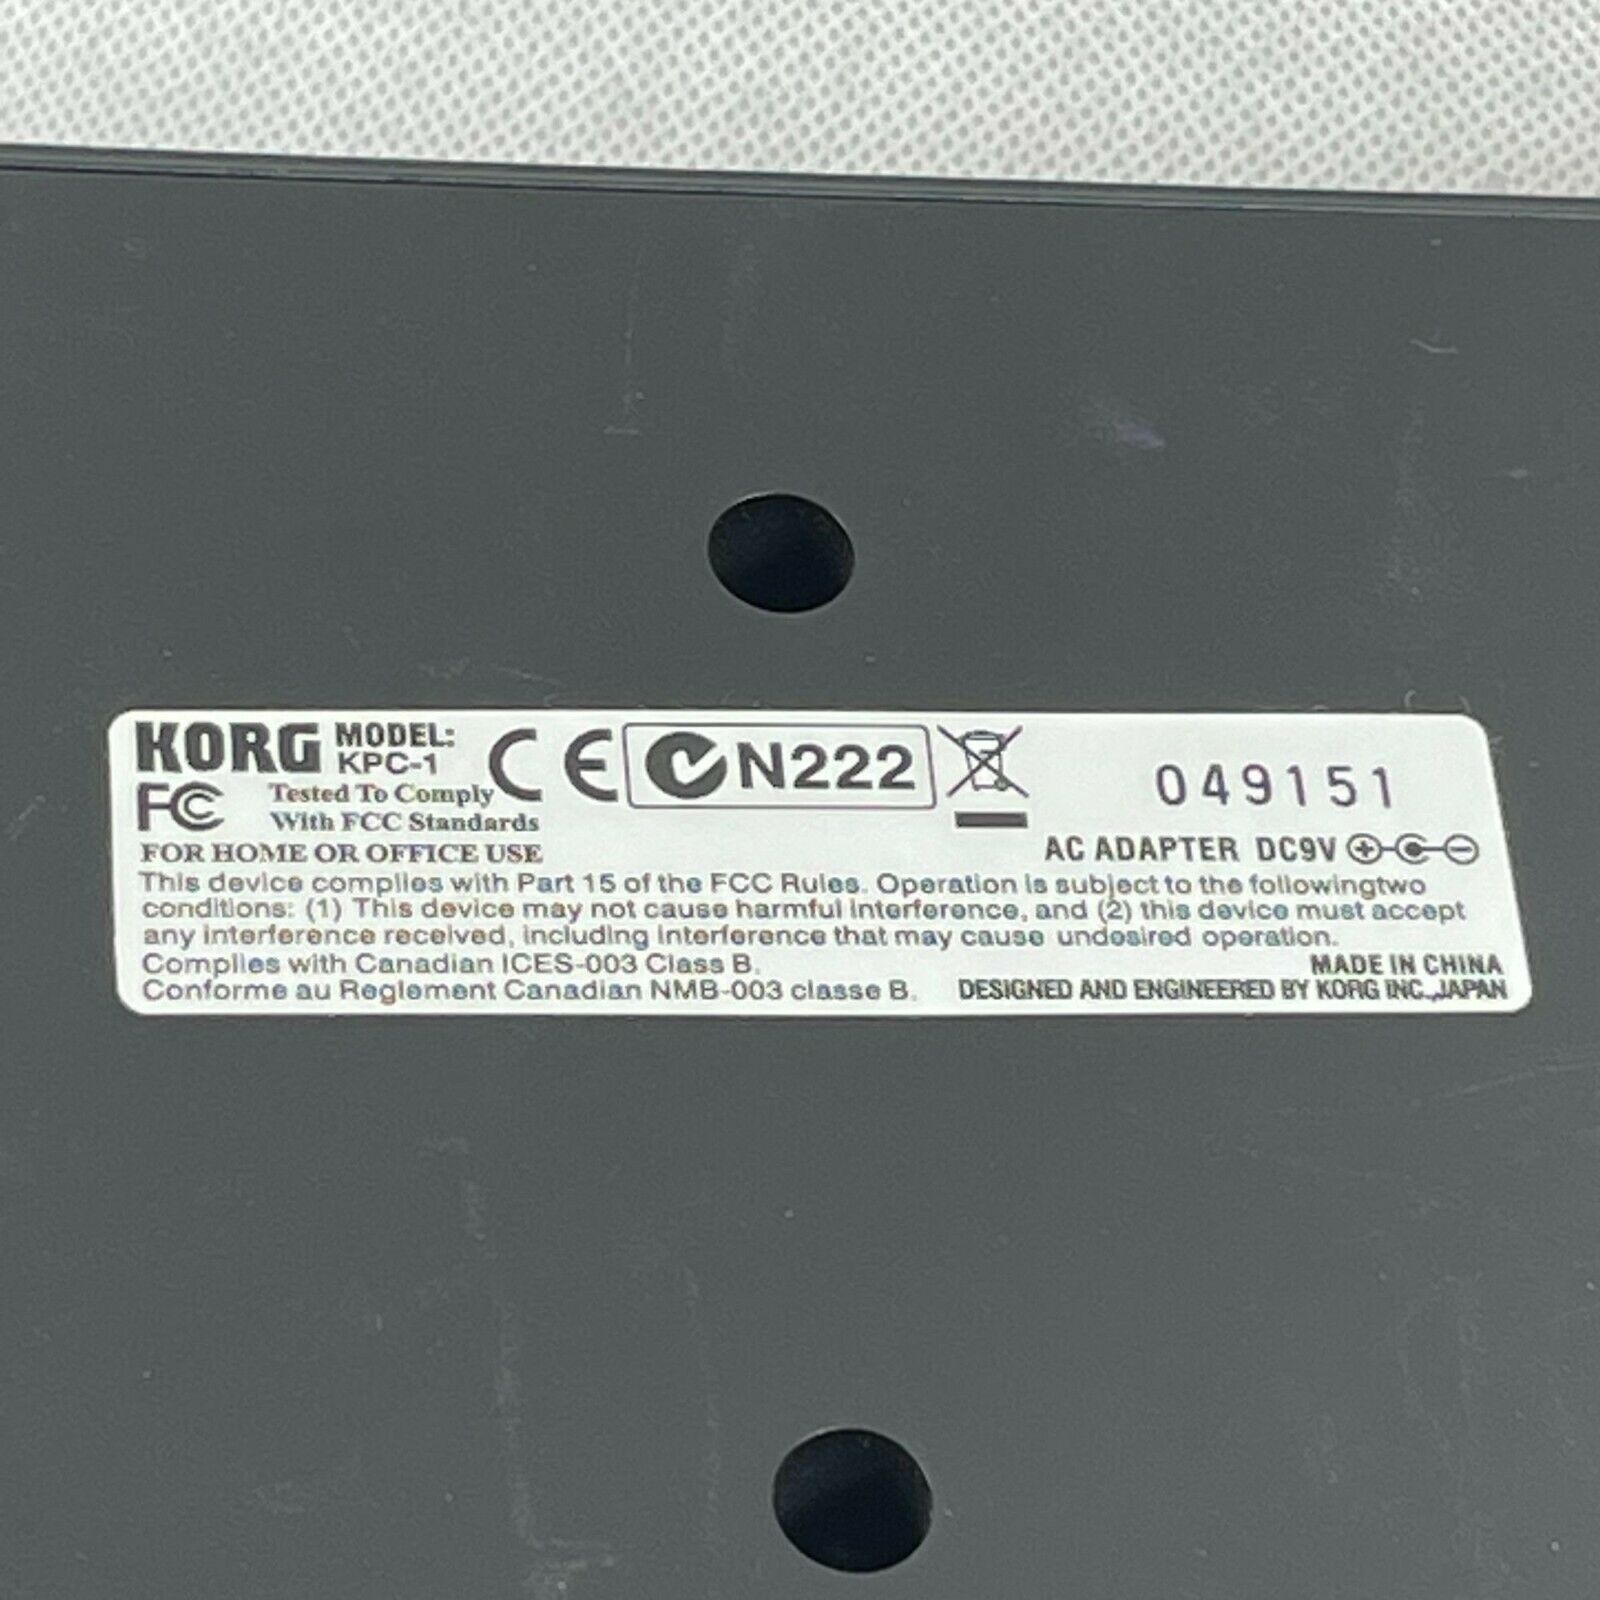 KORG MODEL: KPC-1 CE N222
049151
FC Tested To Comply
With FCC Standards
FOR HOME OR OFFICE USE
AC ADAPTER DC9V
This device complies with Part 15 of the FCC Rules. Operation is subject to the followingtwo
conditions: (1) This device may not cause harmful interference, and (2) this device must accept
any interference received, including interference that may cause undesired operation.
Complies with Canadian ICES-003 Class B.
MADE IN CHINA
Conforme au Reglement Canadian NMB-003 classe B.
DESIGNED AND ENGINEERED BY KORG INC., JAPAN